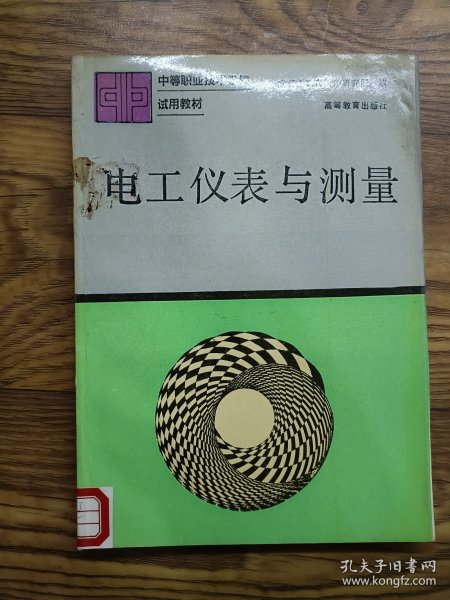 中等职业技术学校
试用教材
高等教育出版社
电工仪表与测量
孔夫子旧书网
www.kongfz.com